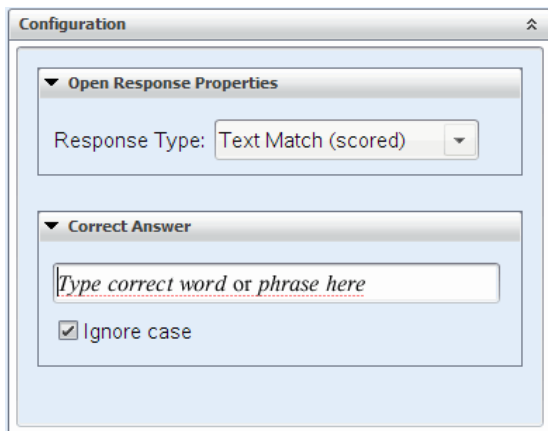 Configuration
Open Response Properties
Response Type: Text Match (scored)
Correct Answer
Type correct word or phrase here
Ignore case